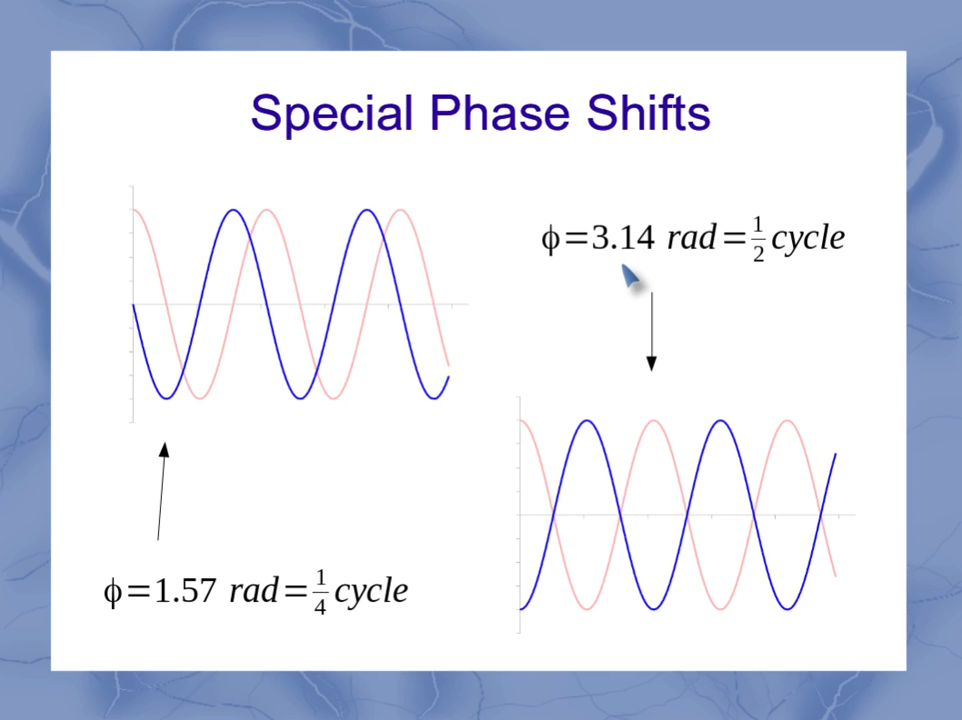 Special Phase Shifts
ϕ=3.14 rad=1/2 cycle
ϕ=1.57 rad=1/4 cycle